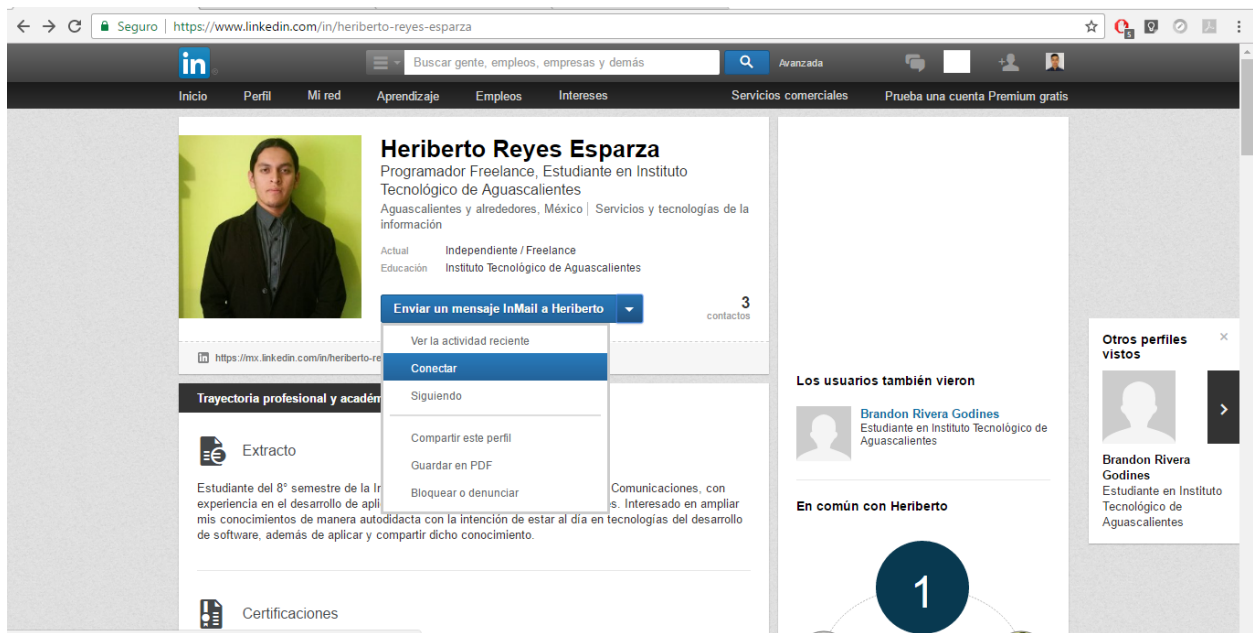 Seguro | https://www.linkedin.com/in/heriberto-reyes-esparza
5
in
Buscar gente, empleos, empresas y demás
Avanzada
Inicio Perfil Mi red Aprendizaje Empleos Intereses Servicios comerciales Prueba una cuenta Premium gratis
Heriberto Reyes Esparza
Programador Freelance, Estudiante en Instituto
Tecnológico de Aguascalientes
Aguascalientes y alrededores, México | Servicios y tecnologías de la
información
Actual Independiente / Freelance
Educación Instituto Tecnológico de Aguascalientes
Enviar un mensaje InMail a Heriberto
3
contactos
Ver la actividad reciente
Conectar
Siguiendo
Compartir este perfil
Guardar en PDF
Bloquear o denunciar
in https://mx.linkedin.com/in/heriberto-re
Trayectoria profesional y académ
Extracto
Estudiante del 8° semestre de la In Comunicaciones, con
experiencia en el desarrollo de apli s. Interesado en ampliar
mis conocimientos de manera autodidacta con la intención de estar al día en tecnologías del desarrollo
de software, además de aplicar y compartir dicho conocimiento.
Certificaciones
Los usuarios también vieron
Brandon Rivera Godines
Estudiante en Instituto Tecnológico de
Aguascalientes
En común con Heriberto
1
Otros perfiles
vistos
×
Brandon Rivera
Godines
Estudiante en Instituto
Tecnológico de
Aguascalientes